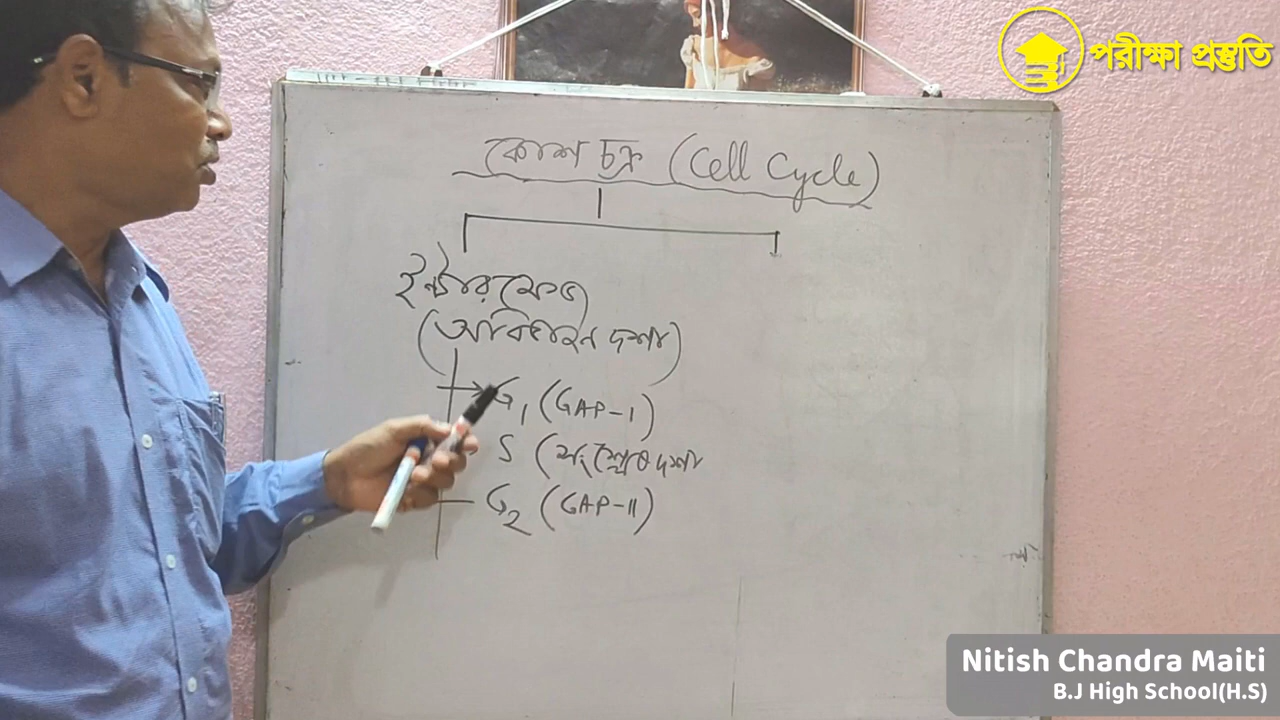 পরীক্ষা প্রস্তুতি
কোশ চক্র (Cell Cycle)
ইন্টারফেজ
(অবিভাজন দশা)
G1 (GAP-I)
S (সংশ্লেষ দশা
G2 (GAP-II)
Nitish Chandra Maiti
B.J High School(H.S)